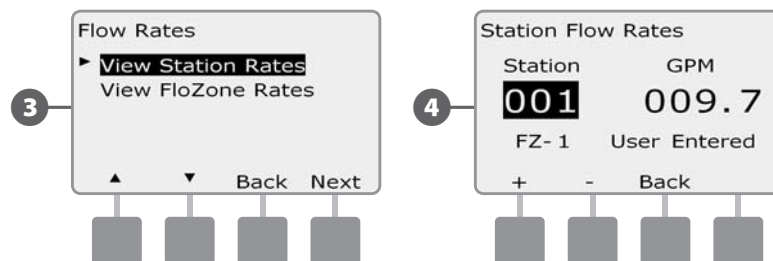 Flow Rates
► View Station Rates
View FloZone Rates
3
▲ ▼ Back Next
Station Flow Rates
Station GPM
001 009.7
4
FZ- 1 User Entered
+ - Back